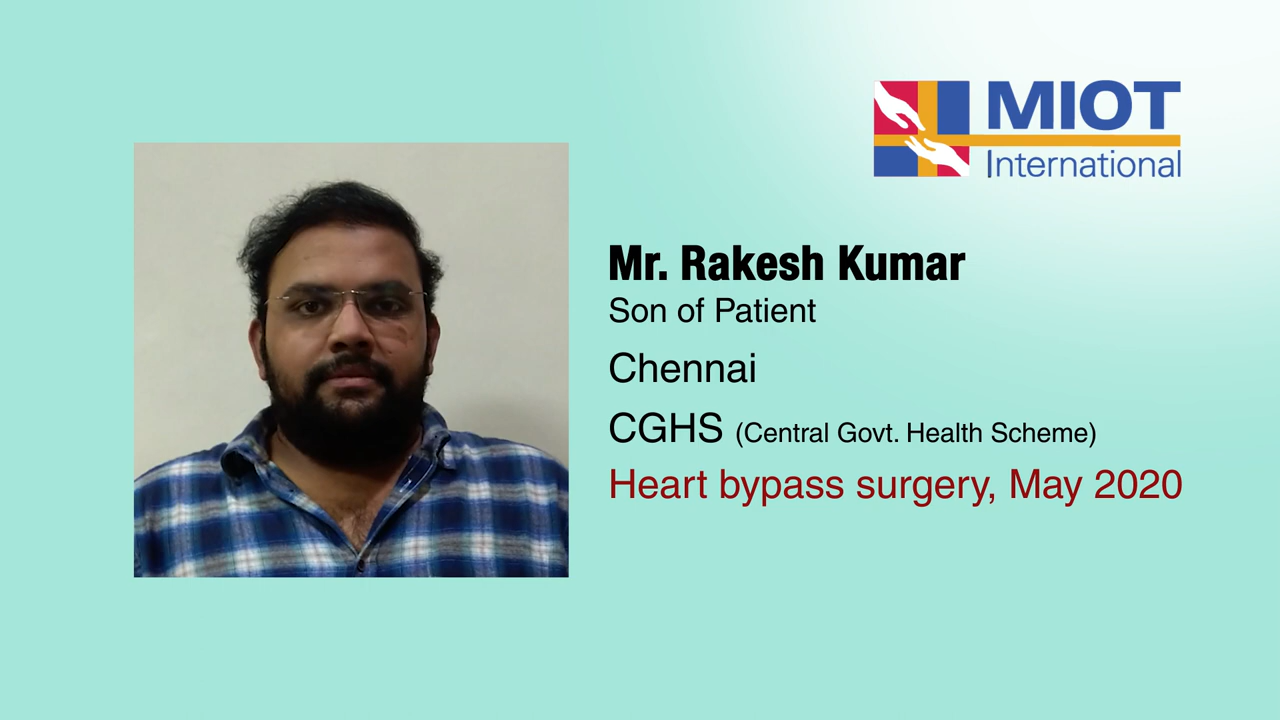 MIOT
International
Mr. Rakesh Kumar
Son of Patient
Chennai
CGHS (Central Govt. Health Scheme)
Heart bypass surgery, May 2020